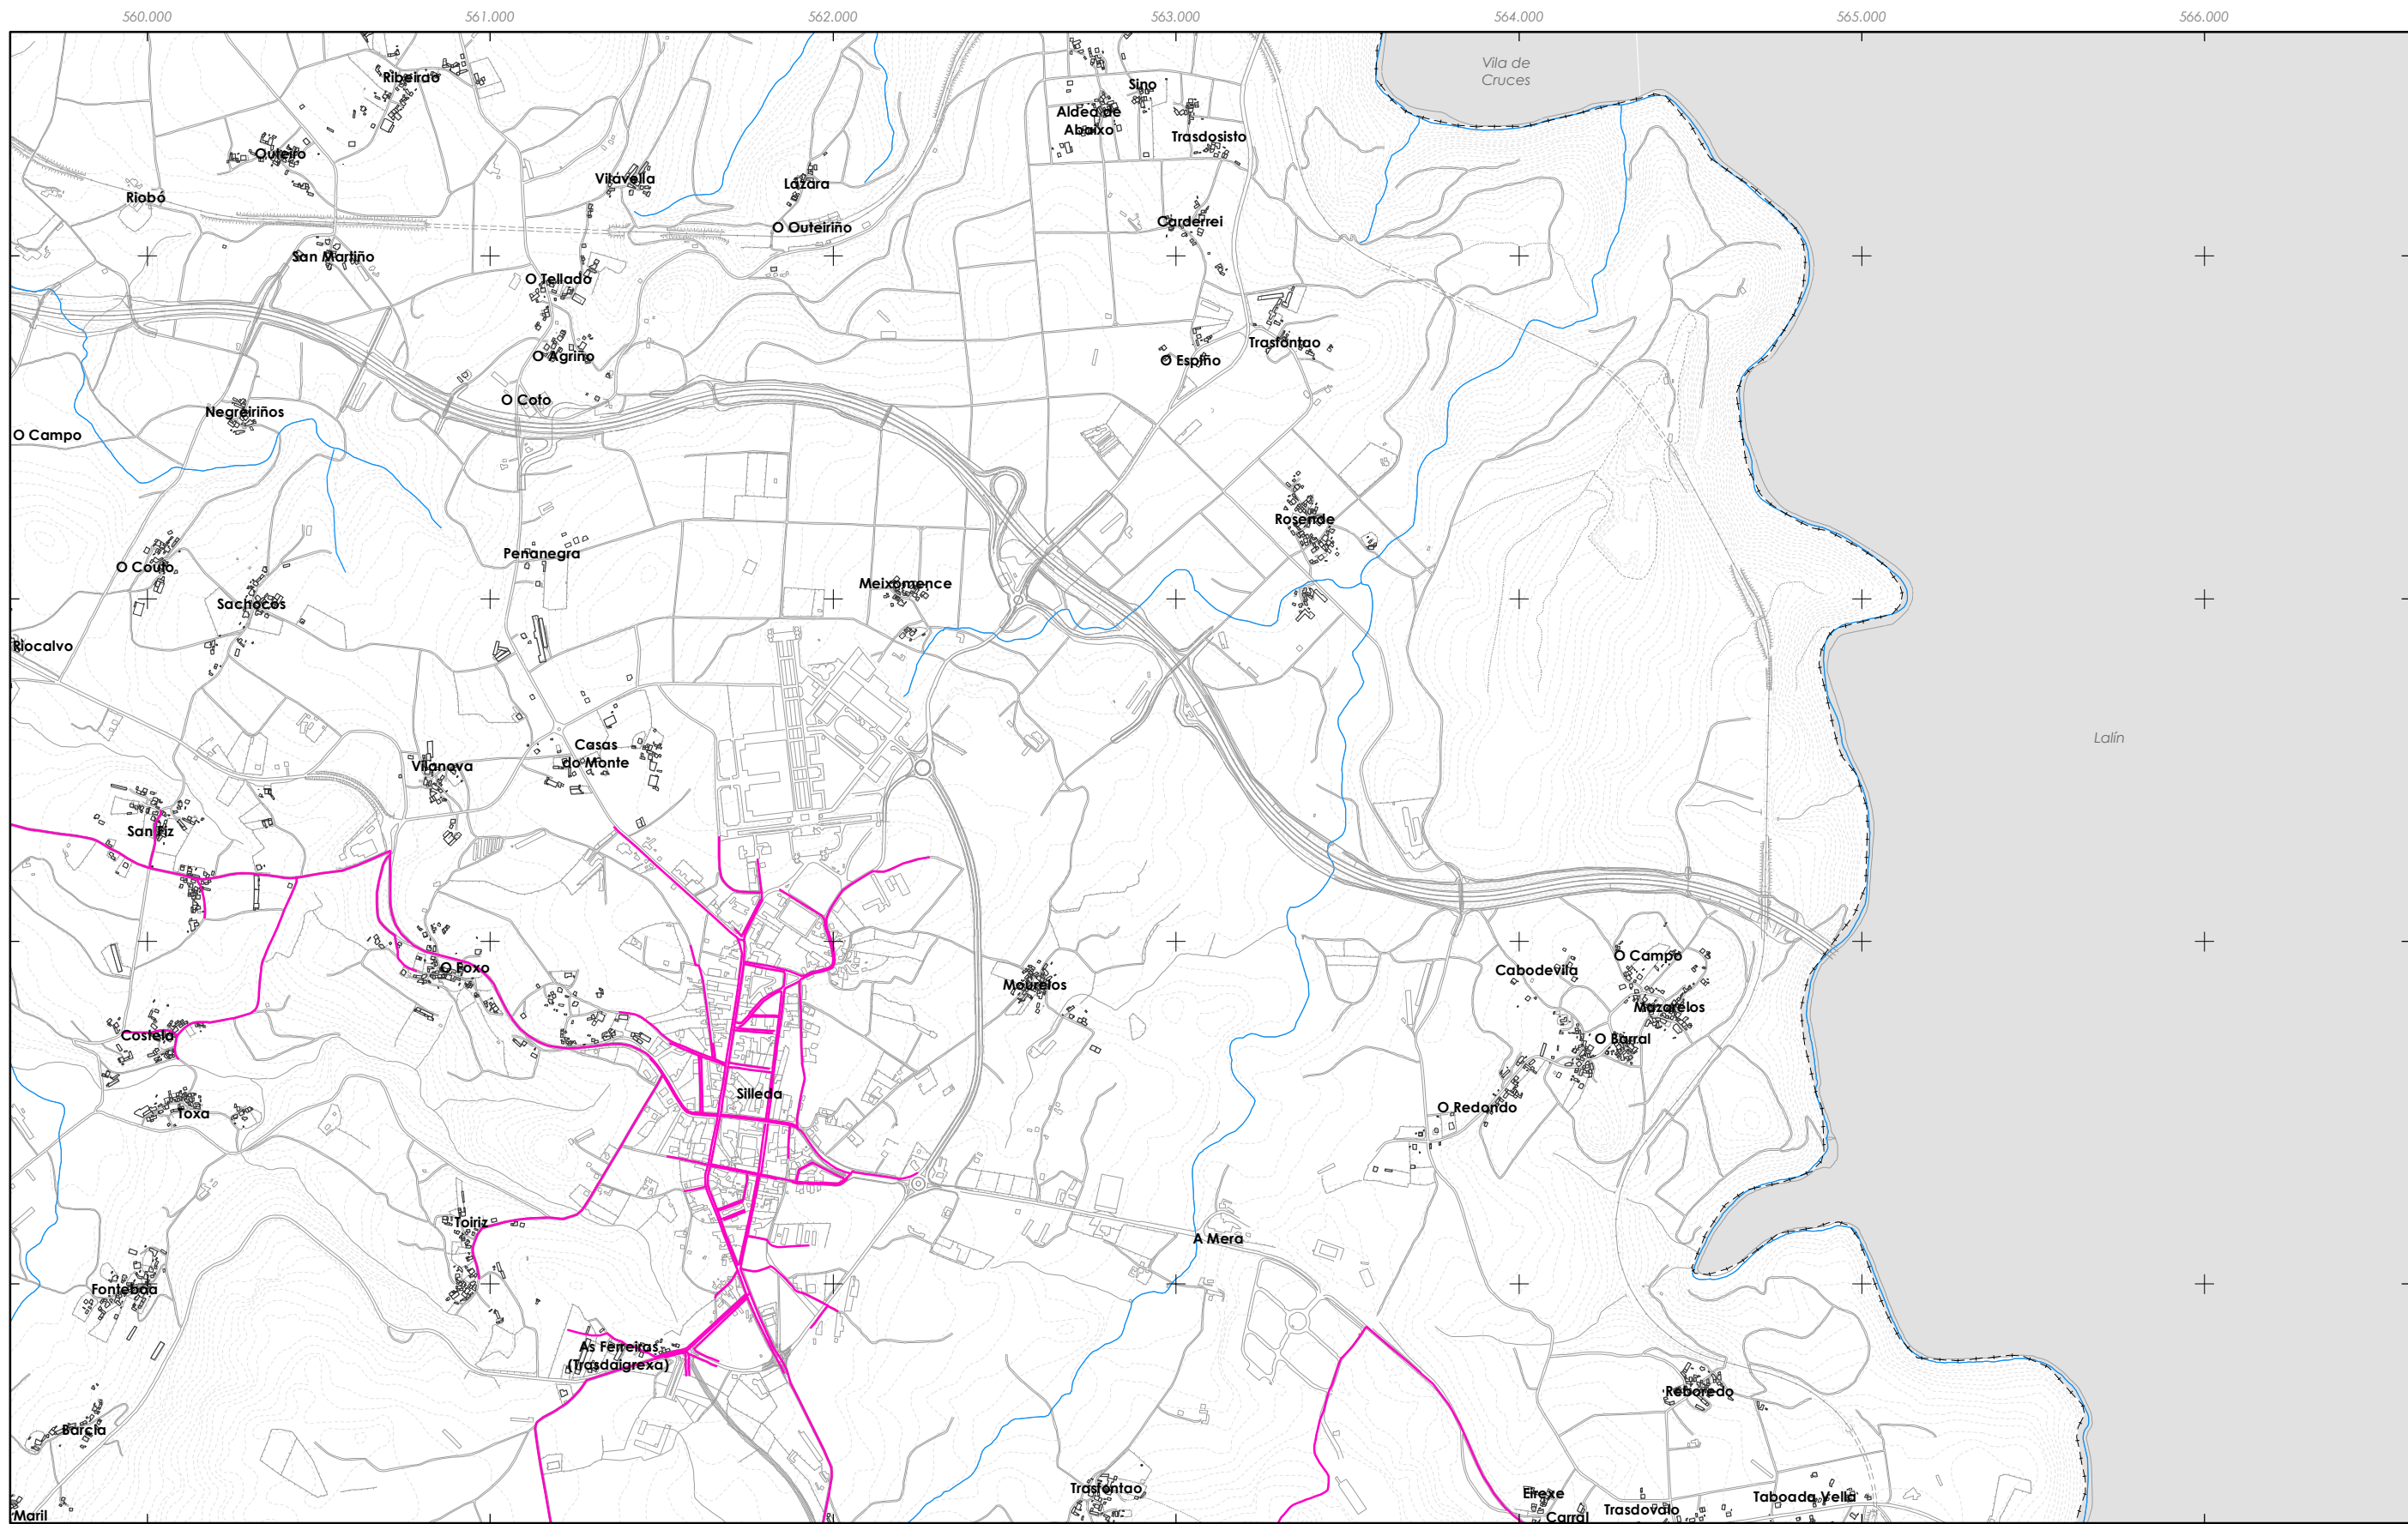 560.000
561.000
562.000
563.000
564.000
565.000
566.000
Vila de
Cruces
Ribeirao
Sino
Aldea de
Abaixo
Trasdosisto
Outeiro
Riobó
Vilavella
Lázara
O Outeiriño
Carderrei
San Martiño
O Tellado
O Agriño
O Espiño
Trasfontao
O Coto
Negreiriños
O Campo
Rosende
Penanegra
O Couto
Meixomence
Sachocos
Riocalvo
Lalín
Casas
do Monte
Vilanova
San Fiz
O Foxo
Mourelos
O Campo
Cabodevila
Mazarelos
Costela
O Barral
Silleda
O Redondo
Toxa
Toiriz
A Mera
Fonteboa
As Ferreiras
(Trasdaigrexa)
Reboredo
Barcia
Trasfontao
Eirexe
Taboada Vella
Trasdovalo
Carral
Maril